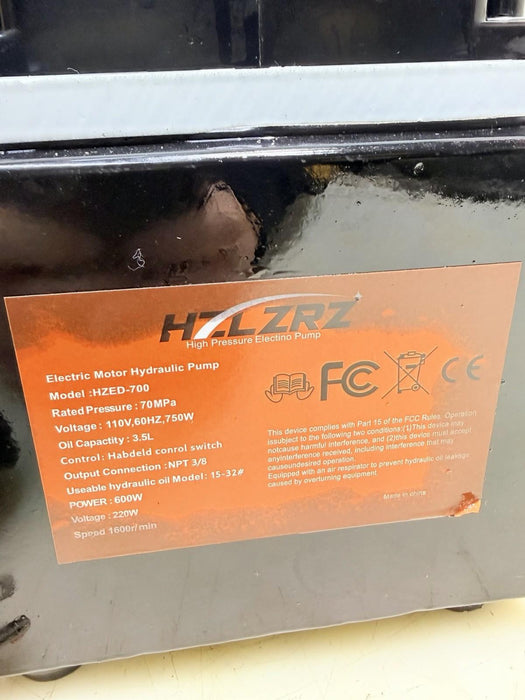 HZLZRZ
High Pressure Electino Pump
Electric Motor Hydraulic Pump
Model :HZED-700
Rated Pressure : 70MPa
Voltage : 110V,60HZ,750W
Oil Capacity : 3.5L
Control: Habdeld conrol switch
Output Connection :NPT 3/8
Useable hydraulic oil Model: 15-32#
POWER : 600W
Voltage : 220W
Speed 1600r/min
FC CE
This device complies with Part 15 of the FCC Rules. Operation
issubject to the following two conditions:(1)This device may
notcause harmful interference, and (2)this device must accept
anyinterference received, including interference that may
causeundesired operation.
Equipped with an air respirator to prevent hydraulic oil leakage
caused by overturning equipment.
Made in china